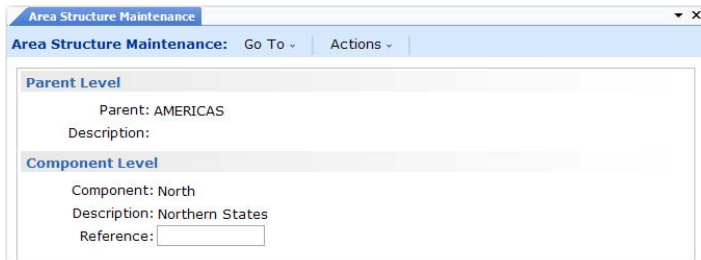 Area Structure Maintenance
Area Structure Maintenance: Go To Actions
Parent Level
Parent: AMERICAS
Description:
Component Level
Component: North
Description: Northern States
Reference: